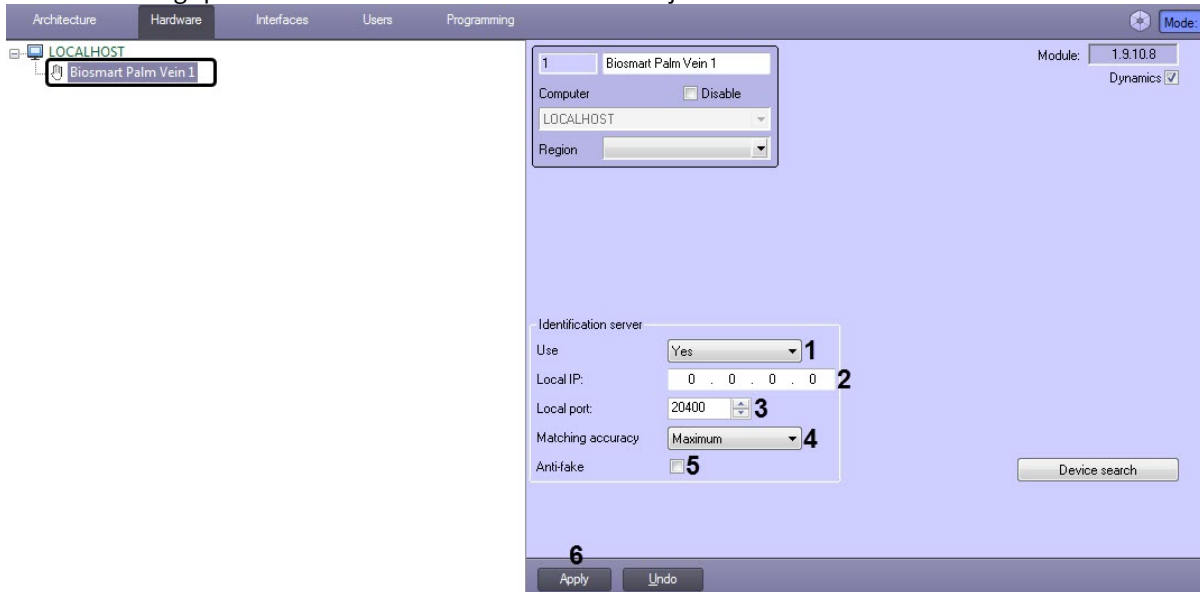 Architecture Hardware Interfaces Users Programming Mode:
LOCALHOST
Biosmart Palm Vein 1
1 Biosmart Palm Vein 1
Module: 1.9.10.8
Dynamics
Computer Disable
LOCALHOST
Region
Identification server
Use Yes 1
Local IP: 0 . 0 . 0 . 0 2
Local port: 20400 3
Matching accuracy Maximum 4
Anti-fake 5
Device search
6
Apply Undo